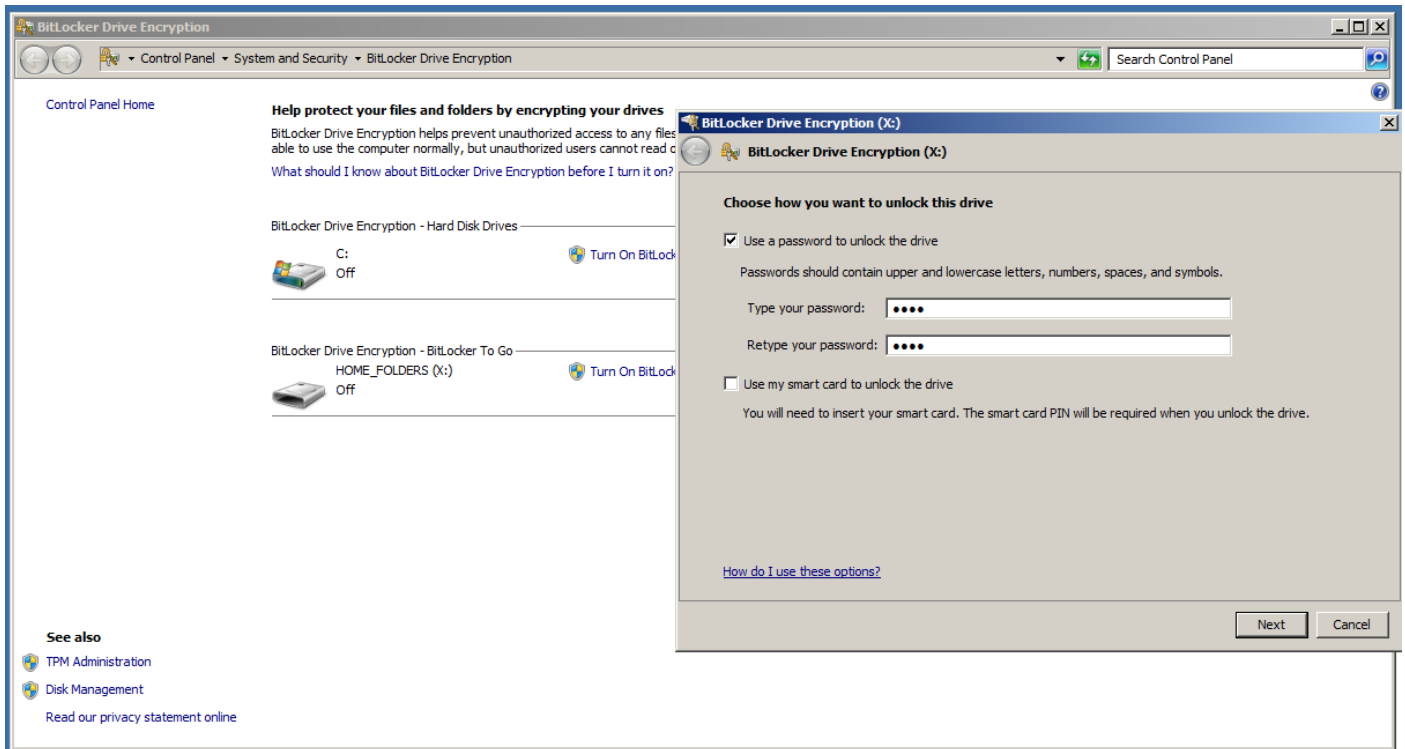 BitLocker Drive Encryption
Control Panel ▾ System and Security ▾ BitLocker Drive Encryption
Search Control Panel
Control Panel Home
Help protect your files and folders by encrypting your drives
BitLocker Drive Encryption helps prevent unauthorized access to any files
able to use the computer normally, but unauthorized users cannot read
What should I know about BitLocker Drive Encryption before I turn it on?
BitLocker Drive Encryption - Hard Disk Drives
C:
Off
Turn On BitLock
BitLocker Drive Encryption - BitLocker To Go
HOME_FOLDERS (X:)
Off
Turn On BitLock
See also
TPM Administration
Disk Management
Read our privacy statement online
BitLocker Drive Encryption (X:)
BitLocker Drive Encryption (X:)
Choose how you want to unlock this drive
Use a password to unlock the drive
Passwords should contain upper and lowercase letters, numbers, spaces, and symbols.
Type your password: ●●●●
Retype your password: ●●●●
Use my smart card to unlock the drive
You will need to insert your smart card. The smart card PIN will be required when you unlock the drive.
How do I use these options?
Next Cancel